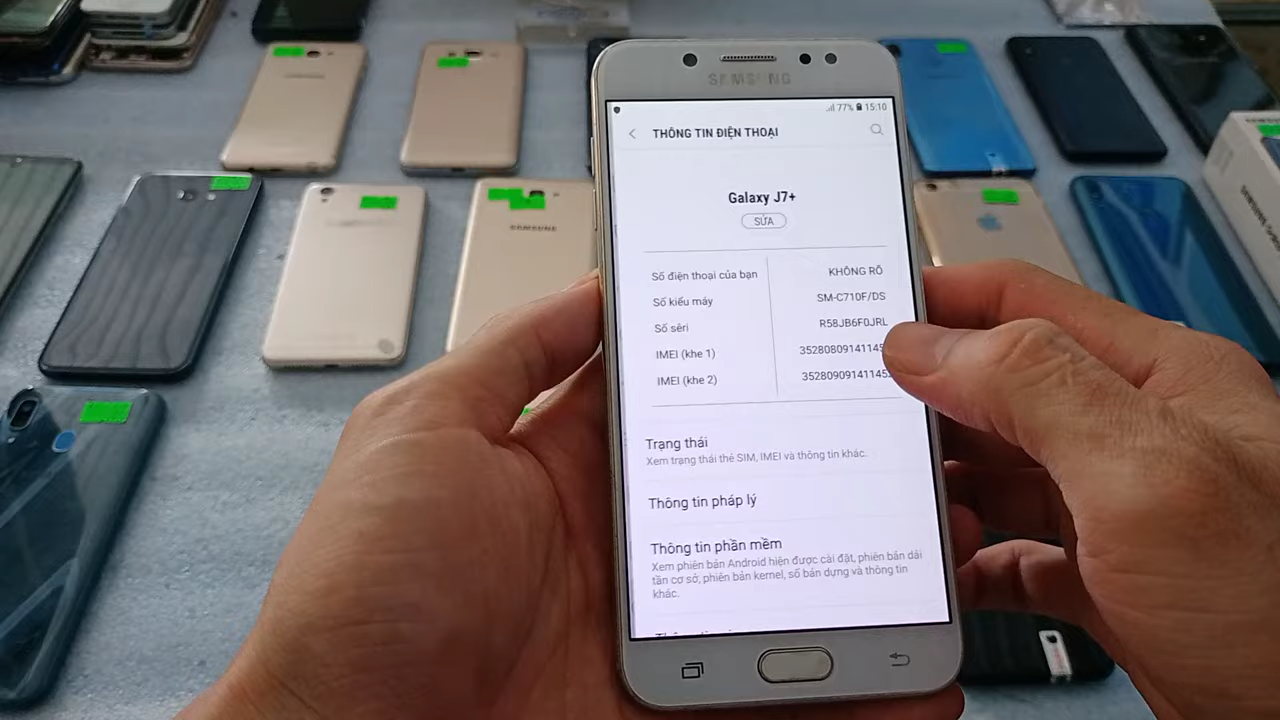 SAMSUNG
77% 15:10
THÔNG TIN ĐIỆN THOẠI
Galaxy J7+
SỬA
Số điện thoại của bạn KHÔNG RÕ
Số kiểu máy SM-C710F/DS
Số sêri R58JB6F0JRL
IMEI (khe 1) 3528080914114
IMEI (khe 2) 35280909141145
Trạng thái
Xem trạng thái thẻ SIM, IMEI và thông tin khác.
Thông tin pháp lý
Thông tin phần mềm
Xem phiên bản Android hiện được cài đặt, phiên bản dải
tần cơ sở, phiên bản kernel, số bản dựng và thông tin
khác.
SAMSUNG